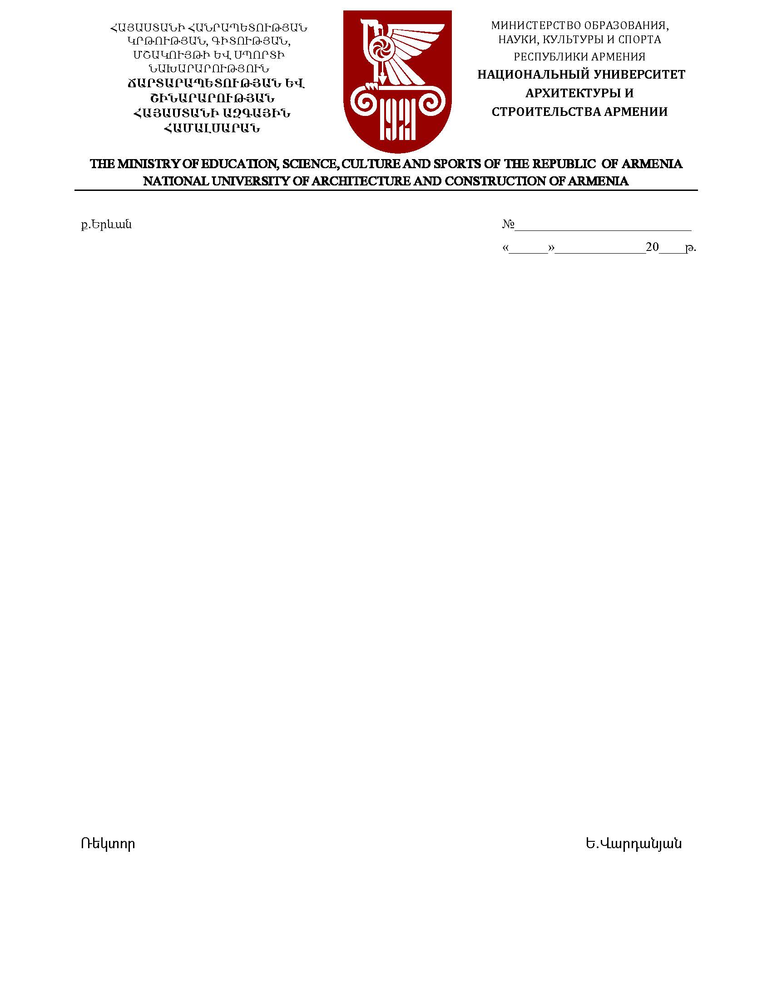 ՀԱՅԱՍՏԱՆԻ ՀԱՆՐԱՊԵՏՈՒԹՅԱՆ
ԿՐԹՈՒԹՅԱՆ, ԳԻՏՈՒԹՅԱՆ,
ՄՇԱԿՈՒՅԹԻ ԵՎ ՍՊՈՐՏԻ
ՆԱԽԱՐԱՐՈՒԹՅՈՒՆ
ՃԱՐՏԱՐԱՊԵՏՈՒԹՅԱՆ ԵՎ
ՇԻՆԱՐԱՐՈՒԹՅԱՆ
ՀԱՅԱՍՏԱՆԻ ԱԶԳԱՅԻՆ
ՀԱՄԱԼՍԱՐԱՆ
1921
МИНИСТЕРСТВО ОБРАЗОВАНИЯ,
НАУКИ, КУЛЬТУРЫ И СПОРТА
РЕСПУБЛИКИ АРМЕНИЯ
НАЦИОНАЛЬНЫЙ УНИВЕРСИТЕТ
АРХИТЕКТУРЫ И
СТРОИТЕЛЬСТВА АРМЕНИИ
THE MINISTRY OF EDUCATION, SCIENCE, CULTURE AND SPORTS OF THE REPUBLIC OF ARMENIA
NATIONAL UNIVERSITY OF ARCHITECTURE AND CONSTRUCTION OF ARMENIA
ք.Երևան №___________________________
«______»______________20____թ.
Ռեկտոր Ե.Վարդանյան